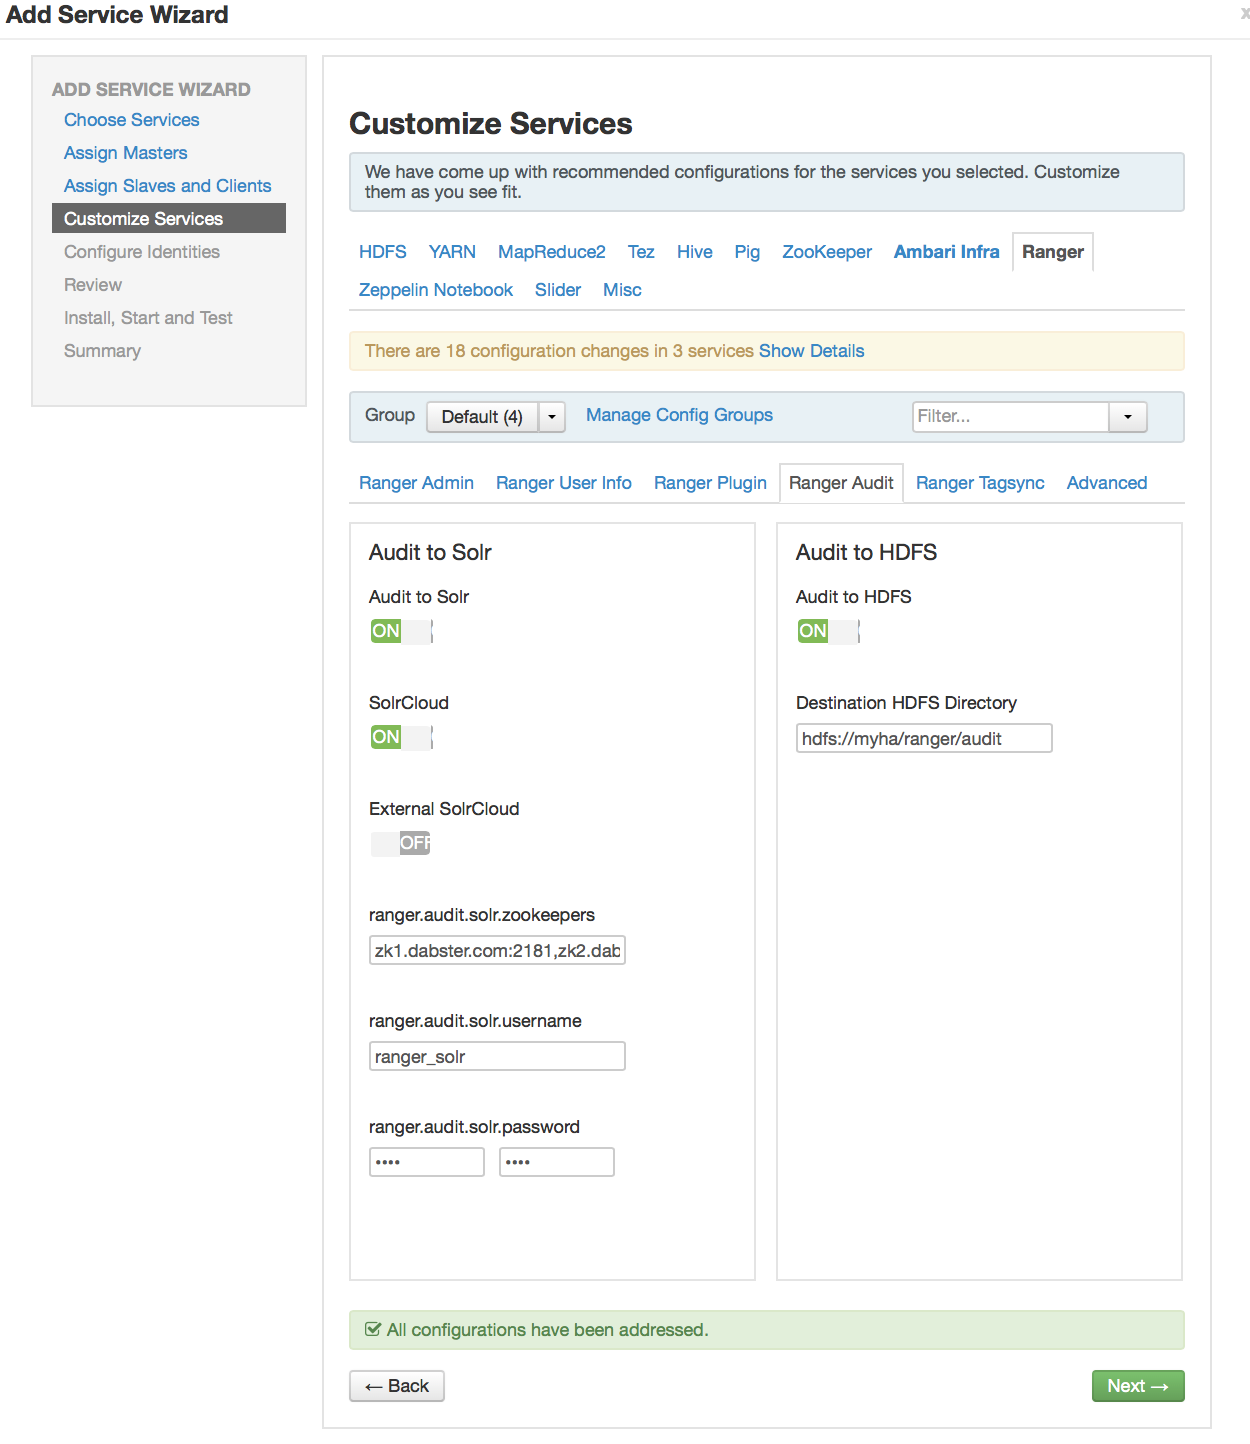 Add Service Wizard
x
ADD SERVICE WIZARD
Choose Services
Assign Masters
Assign Slaves and Clients
Customize Services
Configure Identities
Review
Install, Start and Test
Summary
Customize Services
We have come up with recommended configurations for the services you selected. Customize
them as you see fit.
HDFS YARN MapReduce2 Tez Hive Pig ZooKeeper Ambari Infra Ranger
Zeppelin Notebook Slider Misc
There are 18 configuration changes in 3 services Show Details
Group Default (4) Manage Config Groups Filter...
Ranger Admin Ranger User Info Ranger Plugin Ranger Audit Ranger Tagsync Advanced
Audit to Solr
Audit to Solr
ON
SolrCloud
ON
External SolrCloud
OFF
ranger.audit.solr.zookeepers
zk1.dabster.com:2181,zk2.dab
ranger.audit.solr.username
ranger_solr
ranger.audit.solr.password
•••• ••••
Audit to HDFS
Audit to HDFS
ON
Destination HDFS Directory
hdfs://myha/ranger/audit
All configurations have been addressed.
← Back Next →